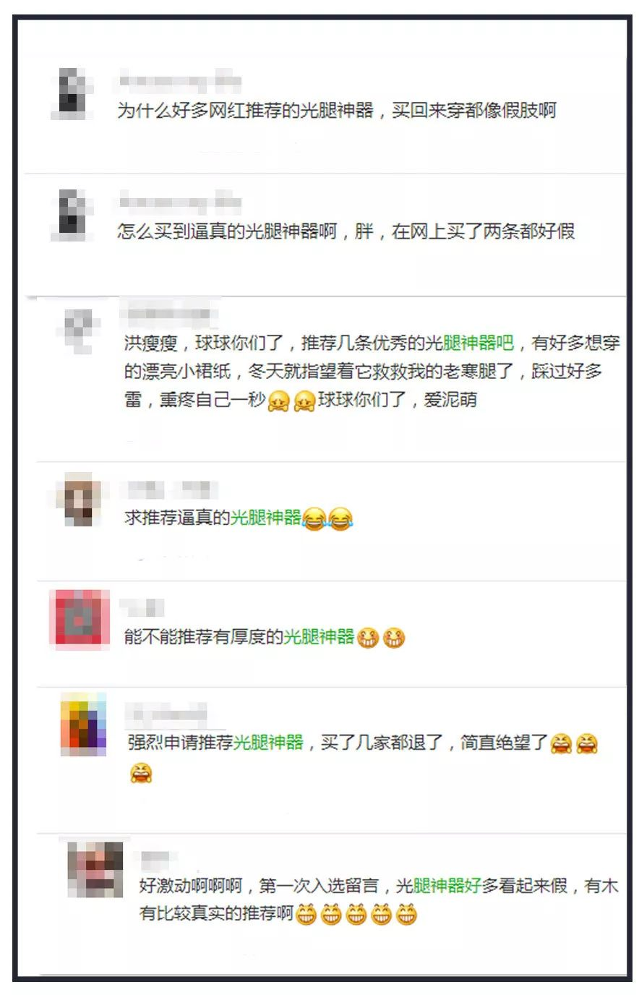 为什么好多网红推荐的光腿神器，买回来穿都像假肢啊
怎么买到逼真的光腿神器啊，胖，在网上买了两条都好假
洪瘦瘦，球球你们了，推荐几条优秀的光腿神器吧，有好多想穿
的漂亮小裙纸，冬天就指望着它救救我的老寒腿了，踩过好多
雷，熏疼自己一秒球球你们了，爱泥萌
求推荐逼真的光腿神器
能不能推荐有厚度的光腿神器
强烈申请推荐光腿神器，买了几家都退了，简直绝望了
好激动啊啊啊，第一次入选留言，光腿神器好多看起来假，有木
有比较真实的推荐啊